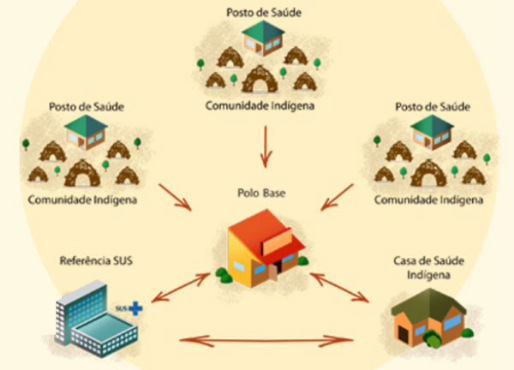 Posto de Saúde
Comunidade Indígena
Posto de Saúde
Comunidade Indígena
Posto de Saúde
Comunidade Indígena
Polo Base
Referência SUS
SUS
Casa de Saúde
Indígena